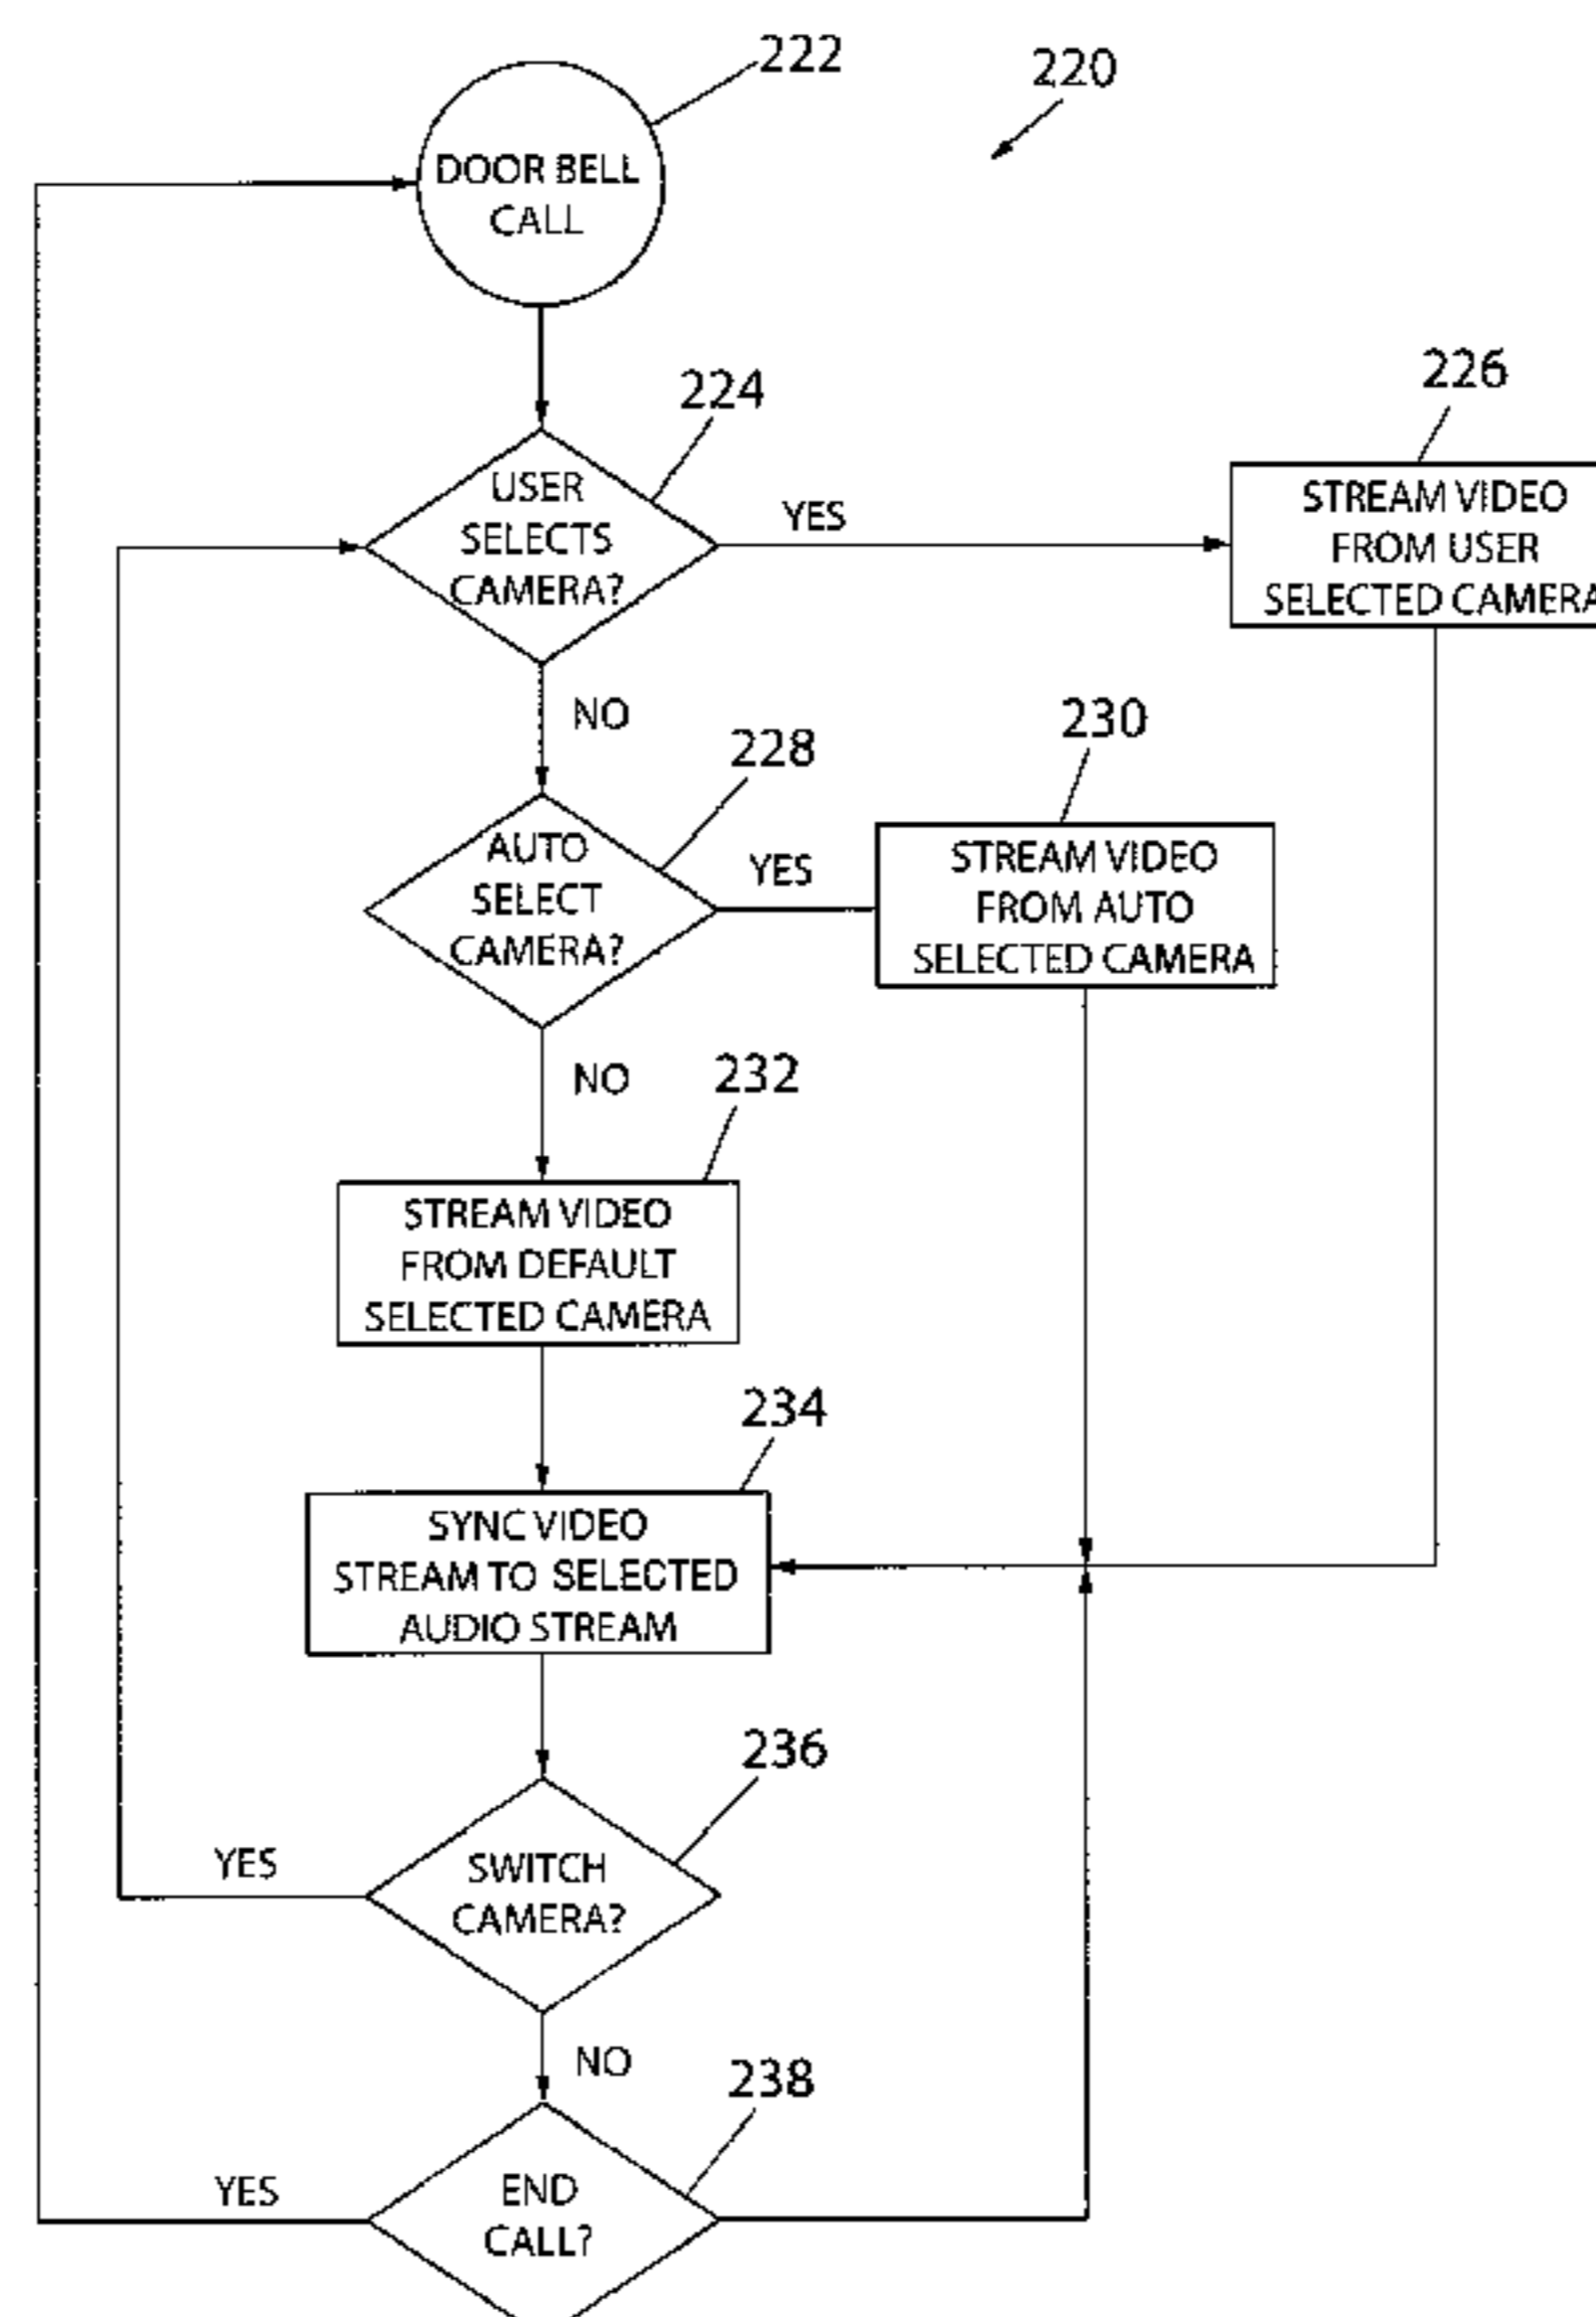 222
220
DOOR BELL
CALL
224
226
USER
SELECTS
CAMERA?
YES
STREAM VIDEO
FROM USER
SELECTED CAMERA
NO
228
230
AUTO
SELECT
CAMERA?
YES
STREAM VIDEO
FROM AUTO
SELECTED CAMERA
NO
232
STREAM VIDEO
FROM DEFAULT
SELECTED CAMERA
234
SYNC VIDEO
STREAM TO SELECTED
AUDIO STREAM
236
YES
SWITCH
CAMERA?
NO
238
YES
END
CALL?